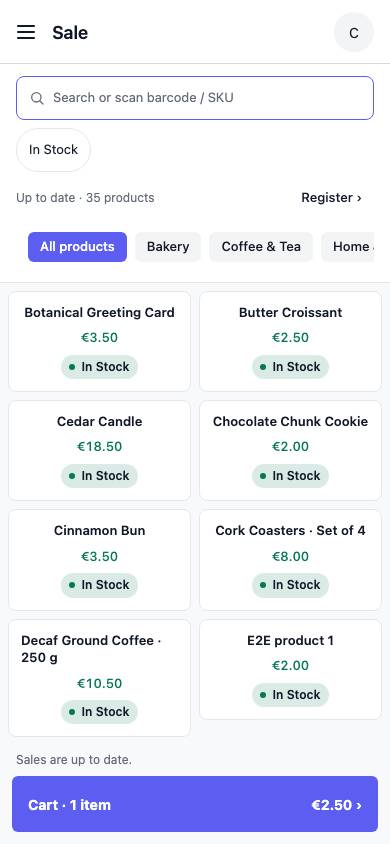 Sale
C
Search or scan barcode / SKU
In Stock
Up to date · 35 products
Register ›
All products
Bakery
Coffee & Tea
Home
Botanical Greeting Card
€3.50
In Stock
Butter Croissant
€2.50
In Stock
Cedar Candle
€18.50
In Stock
Chocolate Chunk Cookie
€2.00
In Stock
Cinnamon Bun
€3.50
In Stock
Cork Coasters · Set of 4
€8.00
In Stock
Decaf Ground Coffee ·
250 g
€10.50
In Stock
E2E product 1
€2.00
In Stock
Sales are up to date.
Cart · 1 item
€2.50 ›